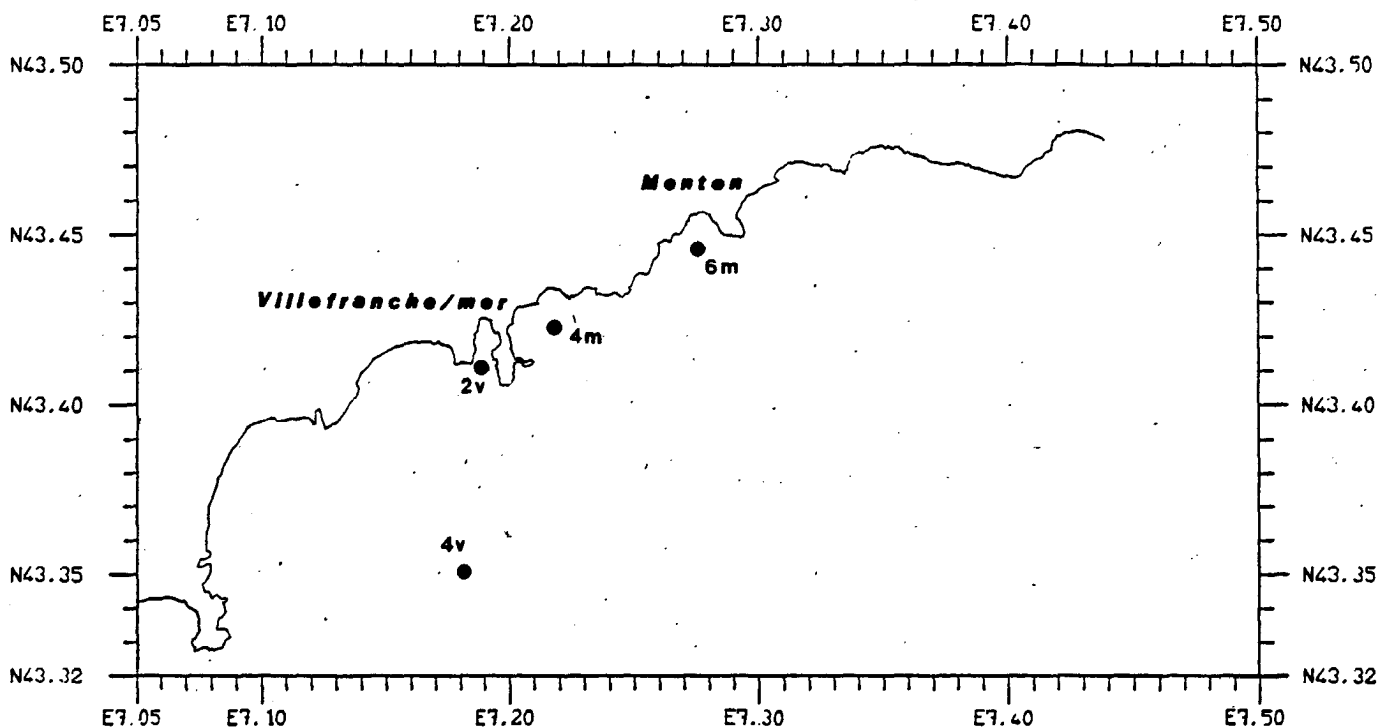 E7.05 E7.10 E7.20 E7.30 E7.40 E7.50
N43.50 N43.50
Menton
N43.45 N43.45
6m
Villefranche/mer
4m
2v
N43.40 N43.40
4v
N43.35 N43.35
N43.32 N43.32
E7.05 E7.10 E7.20 E7.30 E7.40 E7.50